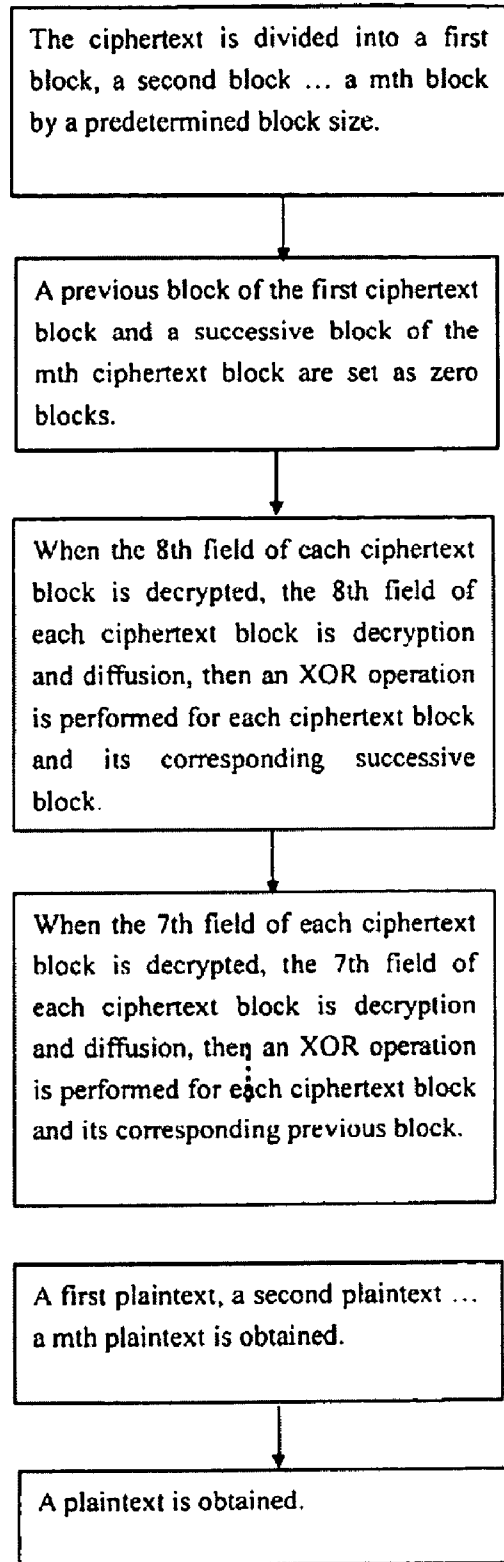 The ciphertext is divided into a first
block, a second block ... a mth block
by a predetermined block size.
A previous block of the first ciphertext
block and a successive block of the
mth ciphertext block are set as zero
blocks.
When the 8th field of each ciphertext
block is decrypted, the 8th field of
each ciphertext block is decryption
and diffusion, then an XOR operation
is performed for each ciphertext block
and its corresponding successive
block.
When the 7th field of each ciphertext
block is decrypted, the 7th field of
each ciphertext block is decryption
and diffusion, then an XOR operation
is performed for each ciphertext block
and its corresponding previous block.
A first plaintext, a second plaintext ...
a mth plaintext is obtained.
A plaintext is obtained.